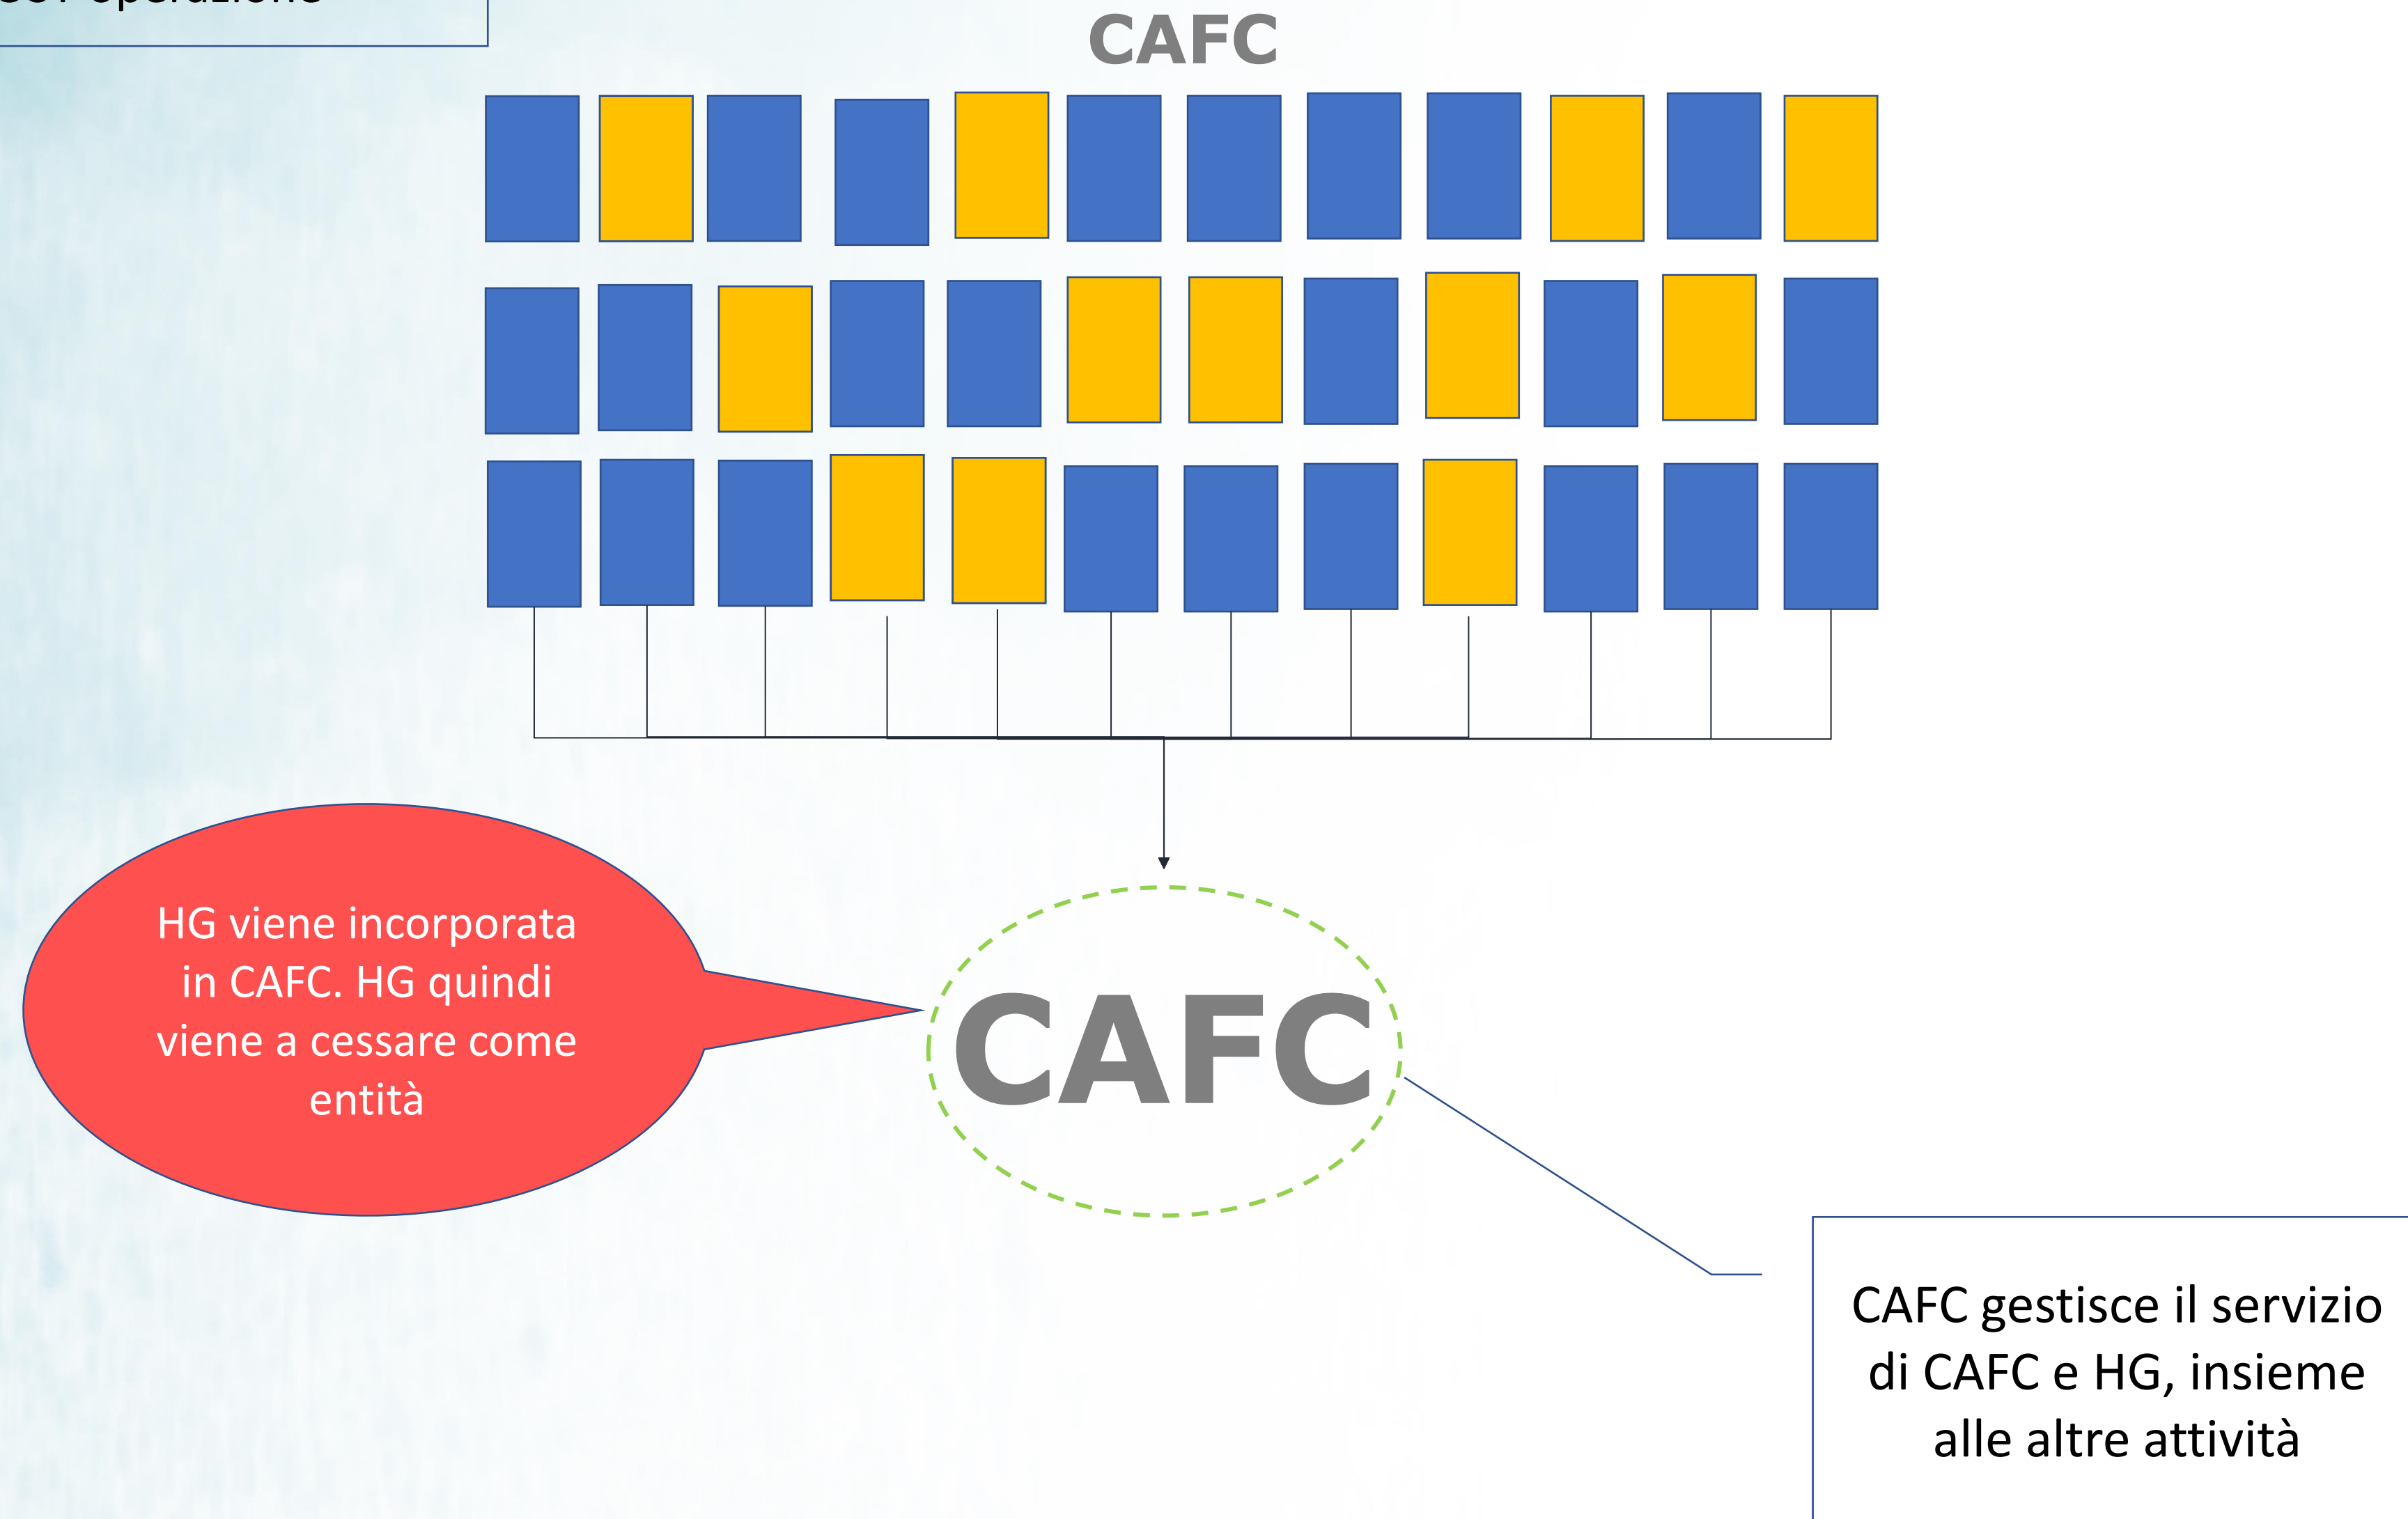 operazione
CAFC
HG viene incorporata
in CAFC. HG quindi
viene a cessare come
entità
CAFC
CAFC gestisce il servizio
di CAFC e HG, insieme
alle altre attività